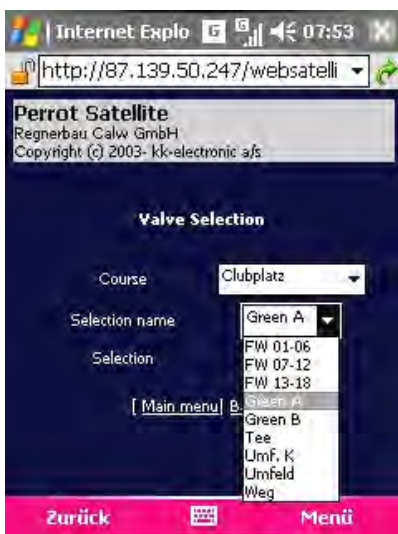 Internet Explo G G 07:53
http://87.139.50.247/websatelli
Perrot Satellite
Regnerbau Calw GmbH
Copyright (c) 2003- kk-electronic a/s
Valve Selection
Course Clubplatz
Selection name Green A
Selection
FW 01-06
FW 07-12
FW 13-18
Green A
Green B
Tee
Umf. K
Umfeld
Weg
[ Main menu] B
Zurück Menü